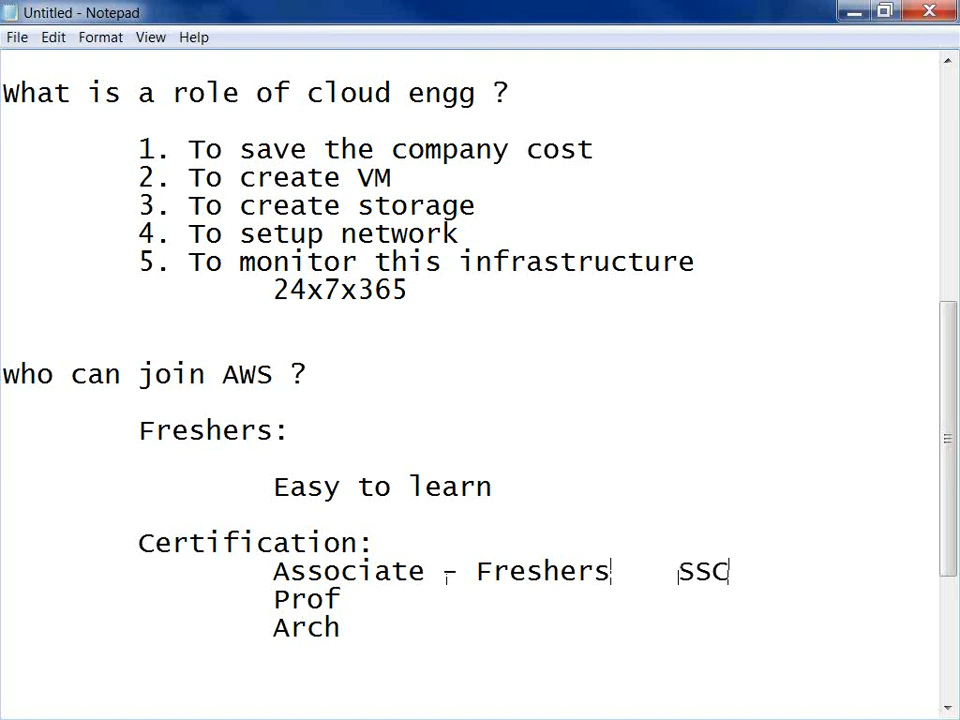 Untitled - Notepad
File Edit Format View Help
What is a role of cloud engg ?
1. To save the company cost
2. To create VM
3. To create storage
4. To setup network
5. To monitor this infrastructure
24x7x365
who can join AWS ?
Freshers:
Easy to learn
Certification:
Associate - Freshers SSC
Prof
Arch